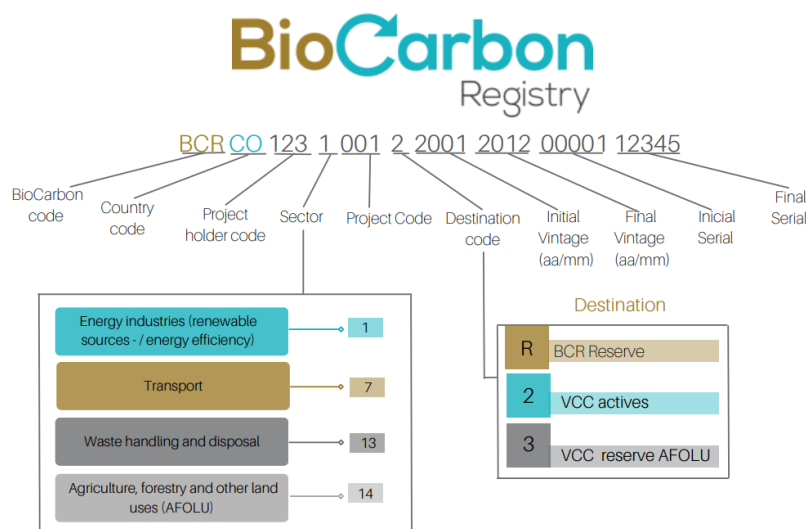 BioCarbon
Registry
BCR CO 123 1 001 2 2001 2012 00001 12345
BioCarbon
code
Country
code
Project
holder code
Sector
Project Code
Destination
code
Initial
Vintage
(aa/mm)
Final
Vintage
(aa/mm)
Inicial
Serial
Final
Serial
Energy industries (renewable
sources - / energy efficiency)
1
Transport
7
Waste handling and disposal
13
Agriculture, forestry and other land
uses (AFOLU)
14
Destination
R
BCR Reserve
2
VCC actives
3
VCC reserve AFOLU